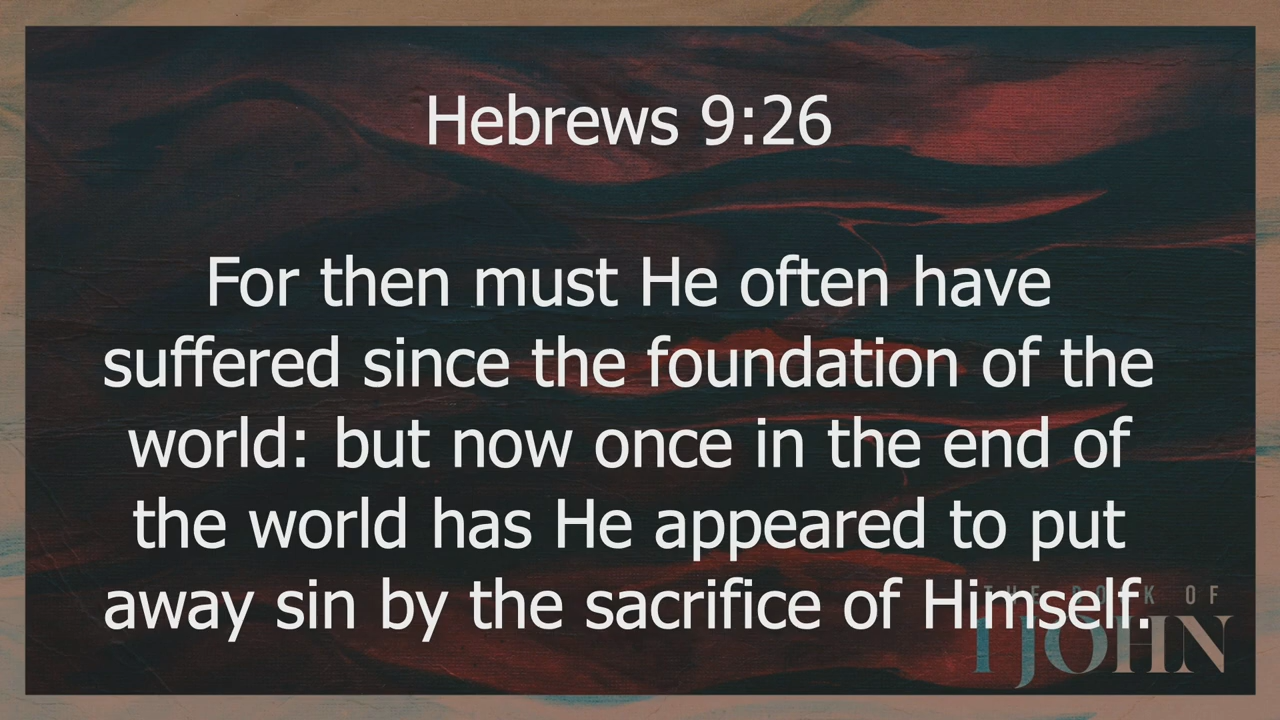 Hebrews 9:26
For then must He often have
suffered since the foundation of the
world: but now once in the end of
the world has He appeared to put
away sin by the sacrifice of Himself.
THE BOOK OF
1 JOHN